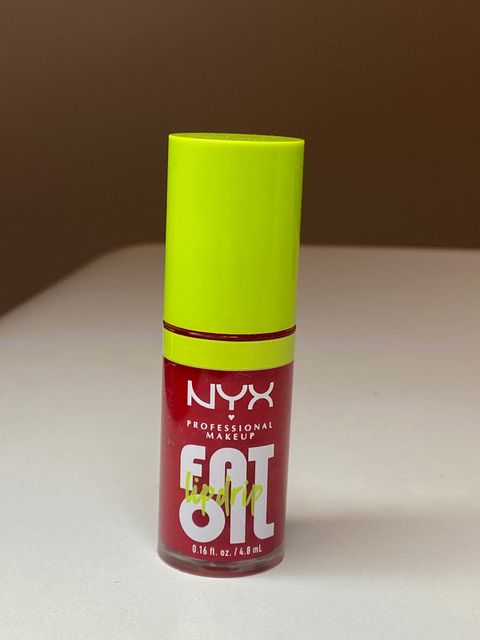 NYX
PROFESSIONAL
MAKEUP
FAT
lipdrip
OIL
0.16 fl. oz. / 4.8 mL